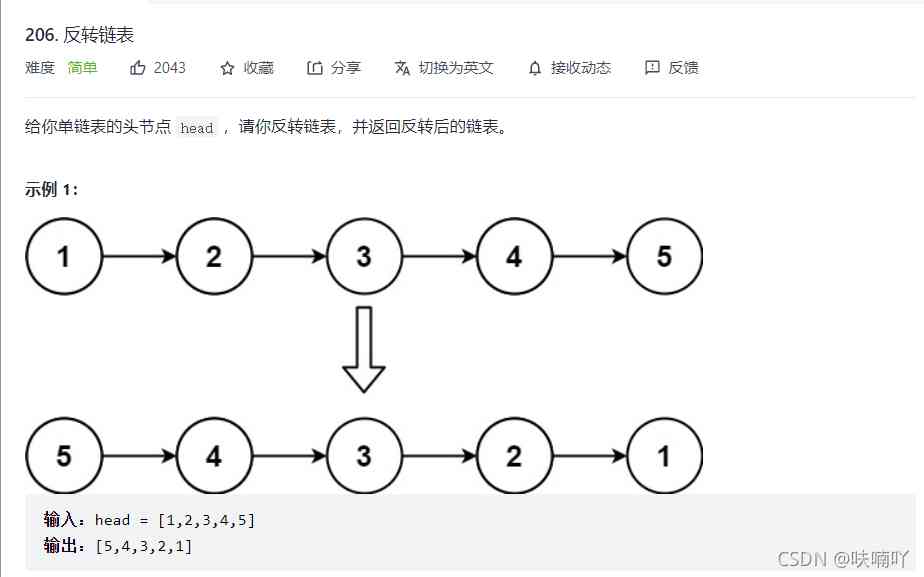 206. 反转链表
难度 简单 2043 收藏 分享 切换为英文 接收动态 反馈
给你单链表的头节点 head ，请你反转链表，并返回反转后的链表。
示例 1：
1 2 3 4 5
5 4 3 2 1
输入：head = [1,2,3,4,5]
输出：[5,4,3,2,1]
CSDN @呋喃吖